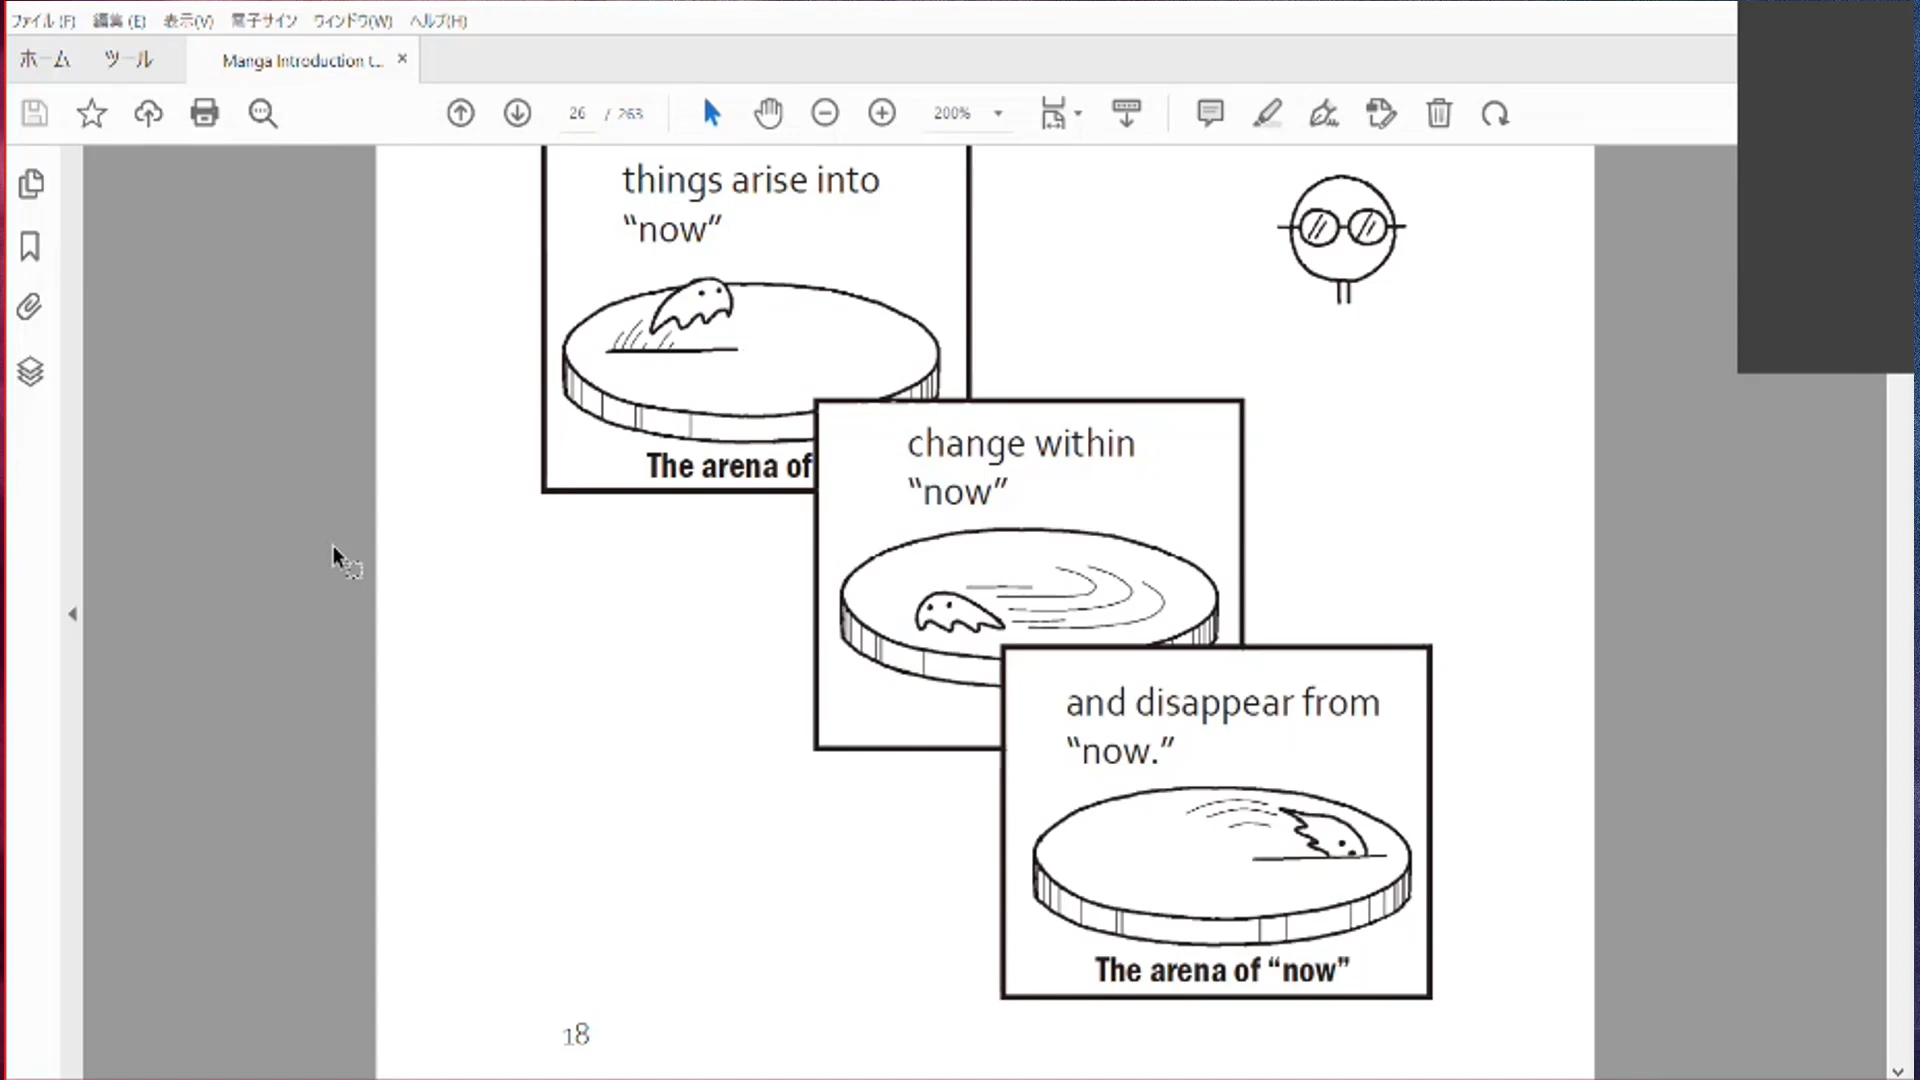 ファイル(F) 編集(E) 表示(V) 電子サイン ウィンドウ(W) ヘルプ(H)
ホーム ツール Manga Introduction t... ×
26 / 263 200%
things arise into
“now”
The arena of
change within
“now”
and disappear from
“now.”
The arena of “now”
18